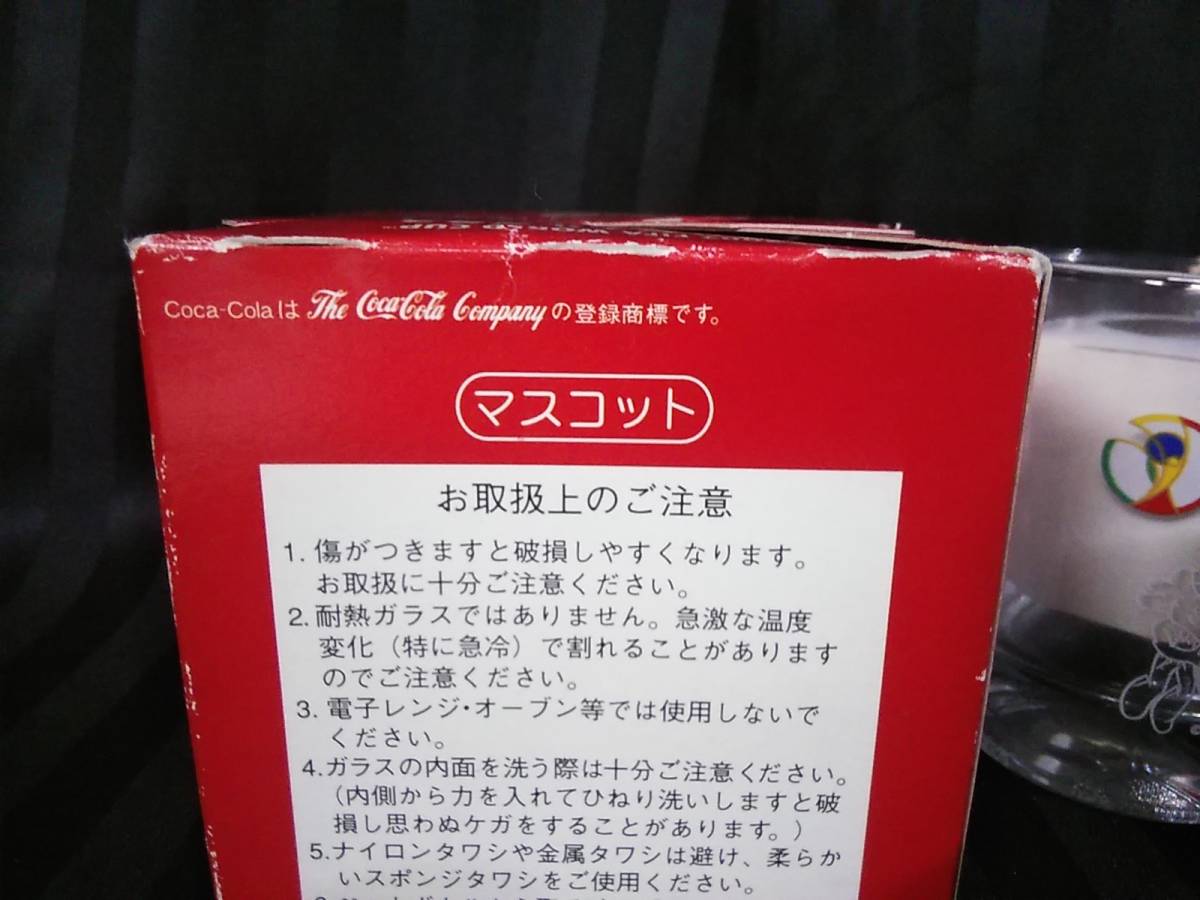 CUP
Coca-Colaは The Coca-Cola Company の登録商標です。
マスコット
お取扱上のご注意
1. 傷がつきますと破損しやすくなります。
お取扱に十分ご注意ください。
2. 耐熱ガラスではありません。急激な温度
変化（特に急冷）で割れることがあります
のでご注意ください。
3. 電子レンジ・オーブン等では使用しないで
ください。
4.ガラスの内面を洗う際は十分ご注意ください。
（内側から力を入れてひねり洗いしますと破
損し思わぬケガをすることがあります。）
5.ナイロンタワシや金属タワシは避け、柔らか
いスポンジタワシをご使用ください。